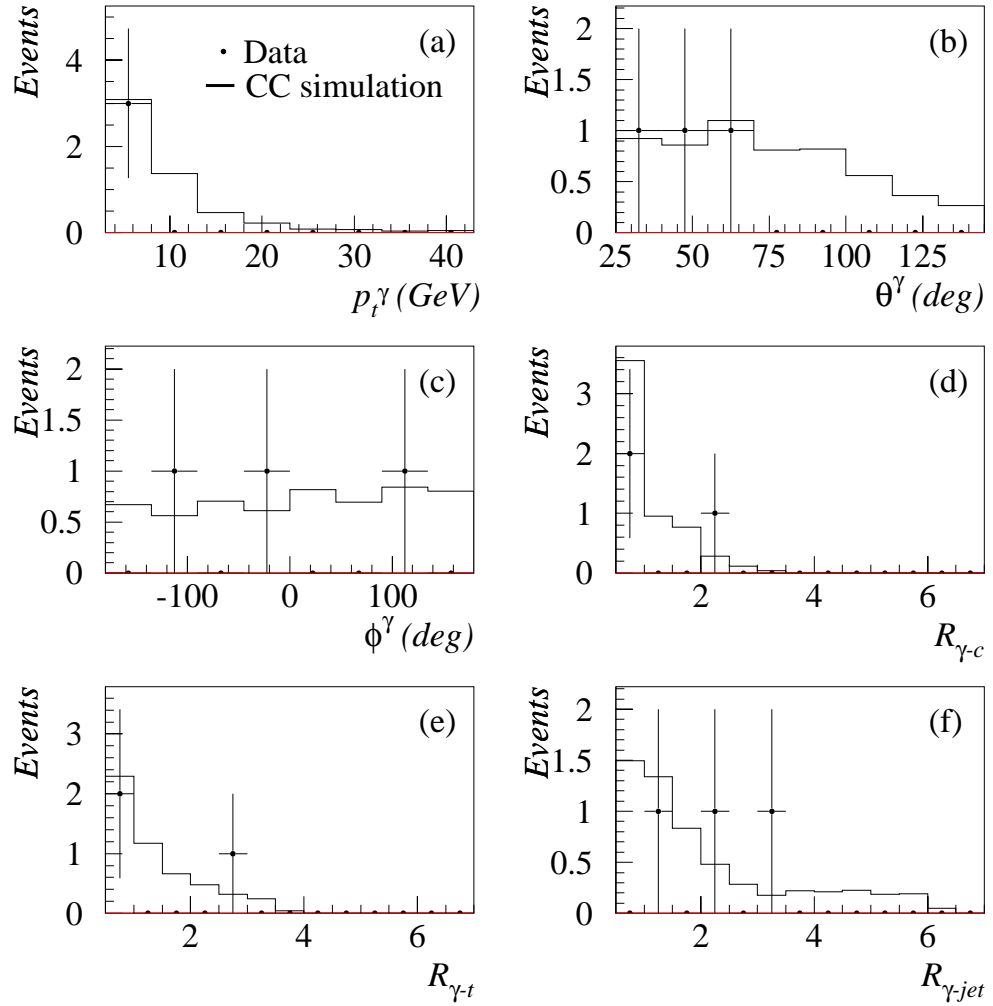 Events
4
2
0
(a)
Data
CC simulation
10 20 30 40
p_t^γ (GeV)
Events
2
1.5
1
0.5
0
(b)
25 50 75 100 125
θ^γ (deg)
Events
2
1.5
1
0.5
0
(c)
-100 0 100
ϕ^γ (deg)
Events
3
2
1
0
(d)
2 4 6
R_γ-c
Events
3
2
1
0
(e)
2 4 6
R_γ-t
Events
2
1.5
1
0.5
0
(f)
2 4 6
R_γ-jet